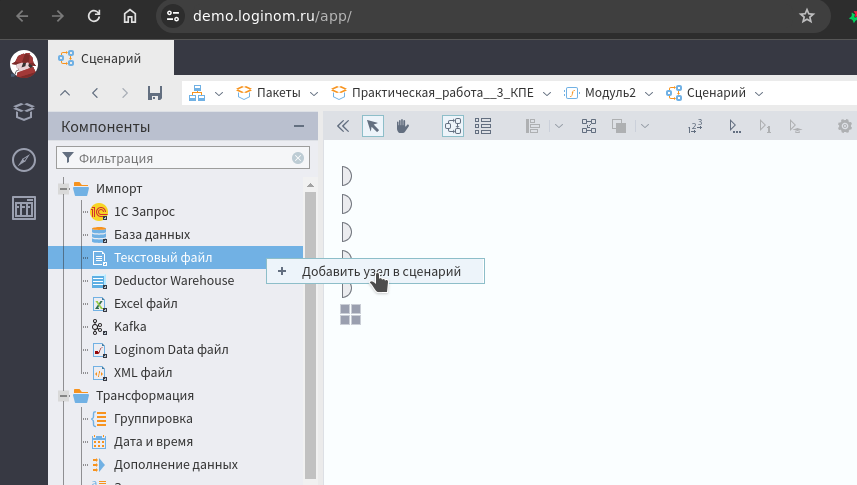 demo.loginom.ru/app/
Сценарий
Пакеты
Практическая_работа__3_КПЕ
Модуль2
Сценарий
Компоненты
Фильтрация
Импорт
1С Запрос
База данных
Текстовый файл
Добавить узел в сценарий
Deductor Warehouse
Excel файл
Kafka
Loginom Data файл
XML файл
Трансформация
Группировка
Дата и время
Дополнение данных